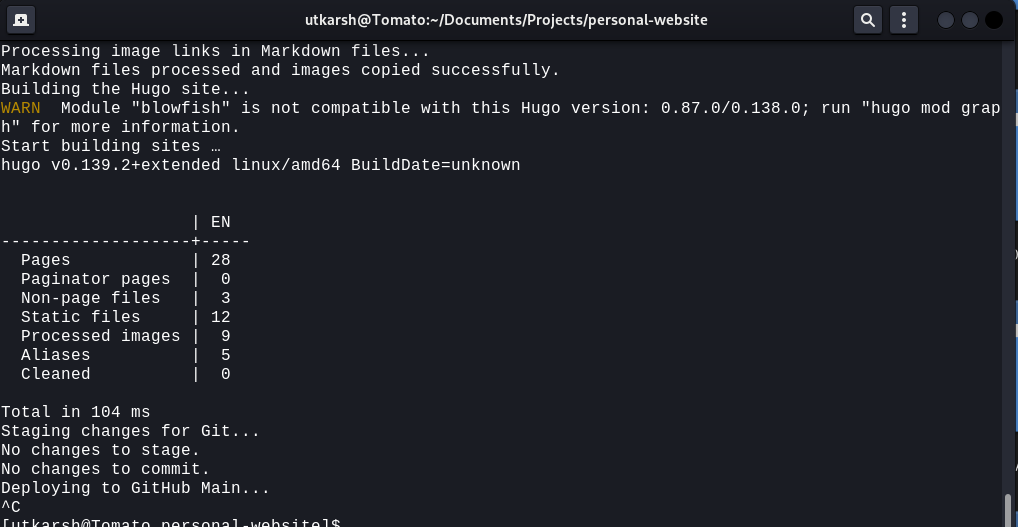 utkarsh@Tomato:~/Documents/Projects/personal-website
Processing image links in Markdown files...
Markdown files processed and images copied successfully.
Building the Hugo site...
WARN  Module "blowfish" is not compatible with this Hugo version: 0.87.0/0.138.0; run "hugo mod grap
h" for more information.
Start building sites …
hugo v0.139.2+extended linux/amd64 BuildDate=unknown
                   | EN
-------------------+-----
  Pages            | 28
  Paginator pages  |  0
  Non-page files   |  3
  Static files     | 12
  Processed images |  9
  Aliases          |  5
  Cleaned          |  0
Total in 104 ms
Staging changes for Git...
No changes to stage.
No changes to commit.
Deploying to GitHub Main...
^C
[utkarsh@Tomato personal-website]$